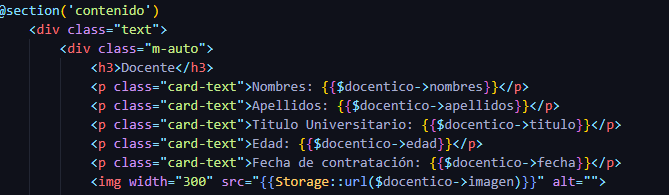 @section('contenido')
<div class="text">
<div class="m-auto">
<h3>Docente</h3>
<p class="card-text">Nombres: {{$docentico->nombres}}</p>
<p class="card-text">Apellidos: {{$docentico->apellidos}}</p>
<p class="card-text">Titulo Universitario: {{$docentico->titulo}}</p>
<p class="card-text">Edad: {{$docentico->edad}}</p>
<p class="card-text">Fecha de contratación: {{$docentico->fecha}}</p>
<img width="300" src="{{Storage::url($docentico->imagen)}}" alt="">